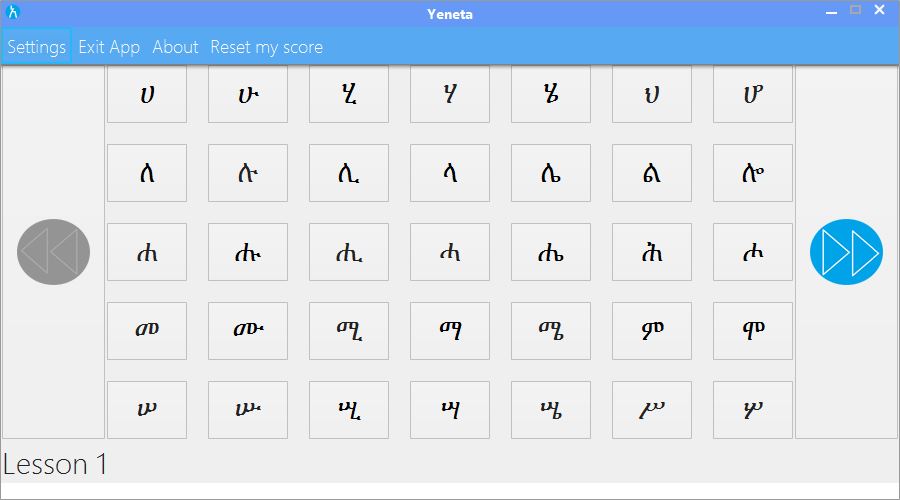 Yeneta
Settings Exit App About Reset my score
ሀ ሁ ሂ ሃ ሄ ህ ሆ
ለ ሉ ሊ ላ ሌ ል ሎ
ሐ ሑ ሒ ሓ ሔ ሕ ሖ
መ ሙ ሚ ማ ሜ ም ሞ
ሠ ሡ ሢ ሣ ሤ ሥ ሦ
Lesson 1